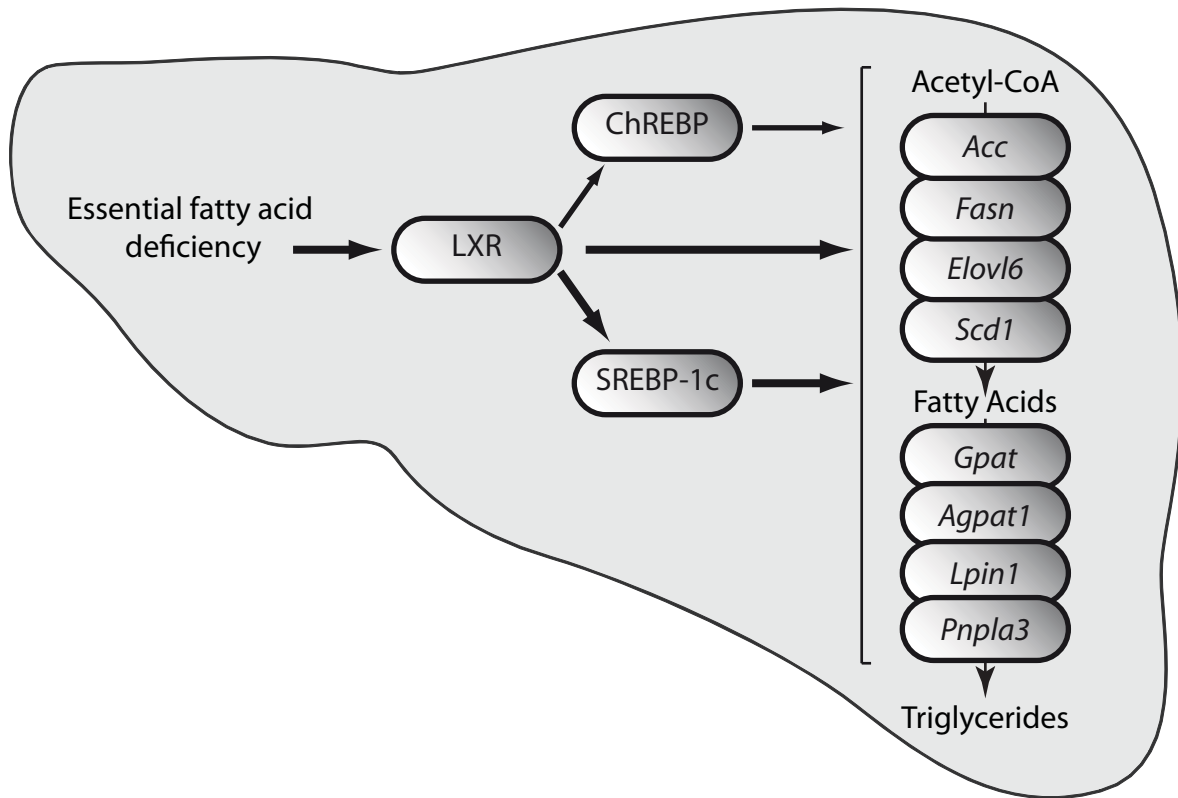 Essential fatty acid
deficiency
LXR
ChREBP
SREBP-1c
Acetyl-CoA
Acc
Fasn
Elovl6
Scd1
Fatty Acids
Gpat
Agpat1
Lpin1
Pnpla3
Triglycerides